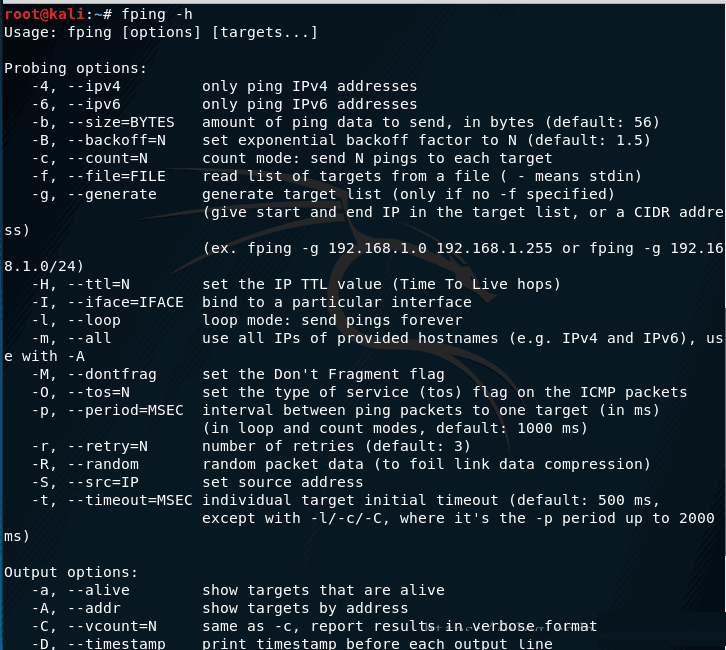 root@kali:~# fping -h
Usage: fping [options] [targets...]

Probing options:
   -4, --ipv4         only ping IPv4 addresses
   -6, --ipv6         only ping IPv6 addresses
   -b, --size=BYTES   amount of ping data to send, in bytes (default: 56)
   -B, --backoff=N    set exponential backoff factor to N (default: 1.5)
   -c, --count=N      count mode: send N pings to each target
   -f, --file=FILE    read list of targets from a file ( - means stdin)
   -g, --generate     generate target list (only if no -f specified)
                      (give start and end IP in the target list, or a CIDR addre
ss)
                      (ex. fping -g 192.168.1.0 192.168.1.255 or fping -g 192.16
8.1.0/24)
   -H, --ttl=N        set the IP TTL value (Time To Live hops)
   -I, --iface=IFACE  bind to a particular interface
   -l, --loop         loop mode: send pings forever
   -m, --all          use all IPs of provided hostnames (e.g. IPv4 and IPv6), us
e with -A
   -M, --dontfrag     set the Don't Fragment flag
   -O, --tos=N        set the type of service (tos) flag on the ICMP packets
   -p, --period=MSEC  interval between ping packets to one target (in ms)
                      (in loop and count modes, default: 1000 ms)
   -r, --retry=N      number of retries (default: 3)
   -R, --random       random packet data (to foil link data compression)
   -S, --src=IP       set source address
   -t, --timeout=MSEC individual target initial timeout (default: 500 ms,
                      except with -l/-c/-C, where it's the -p period up to 2000
ms)

Output options:
   -a, --alive        show targets that are alive
   -A, --addr         show targets by address
   -C, --vcount=N     same as -c, report results in verbose format
   -D, --timestamp    print timestamp before each output line